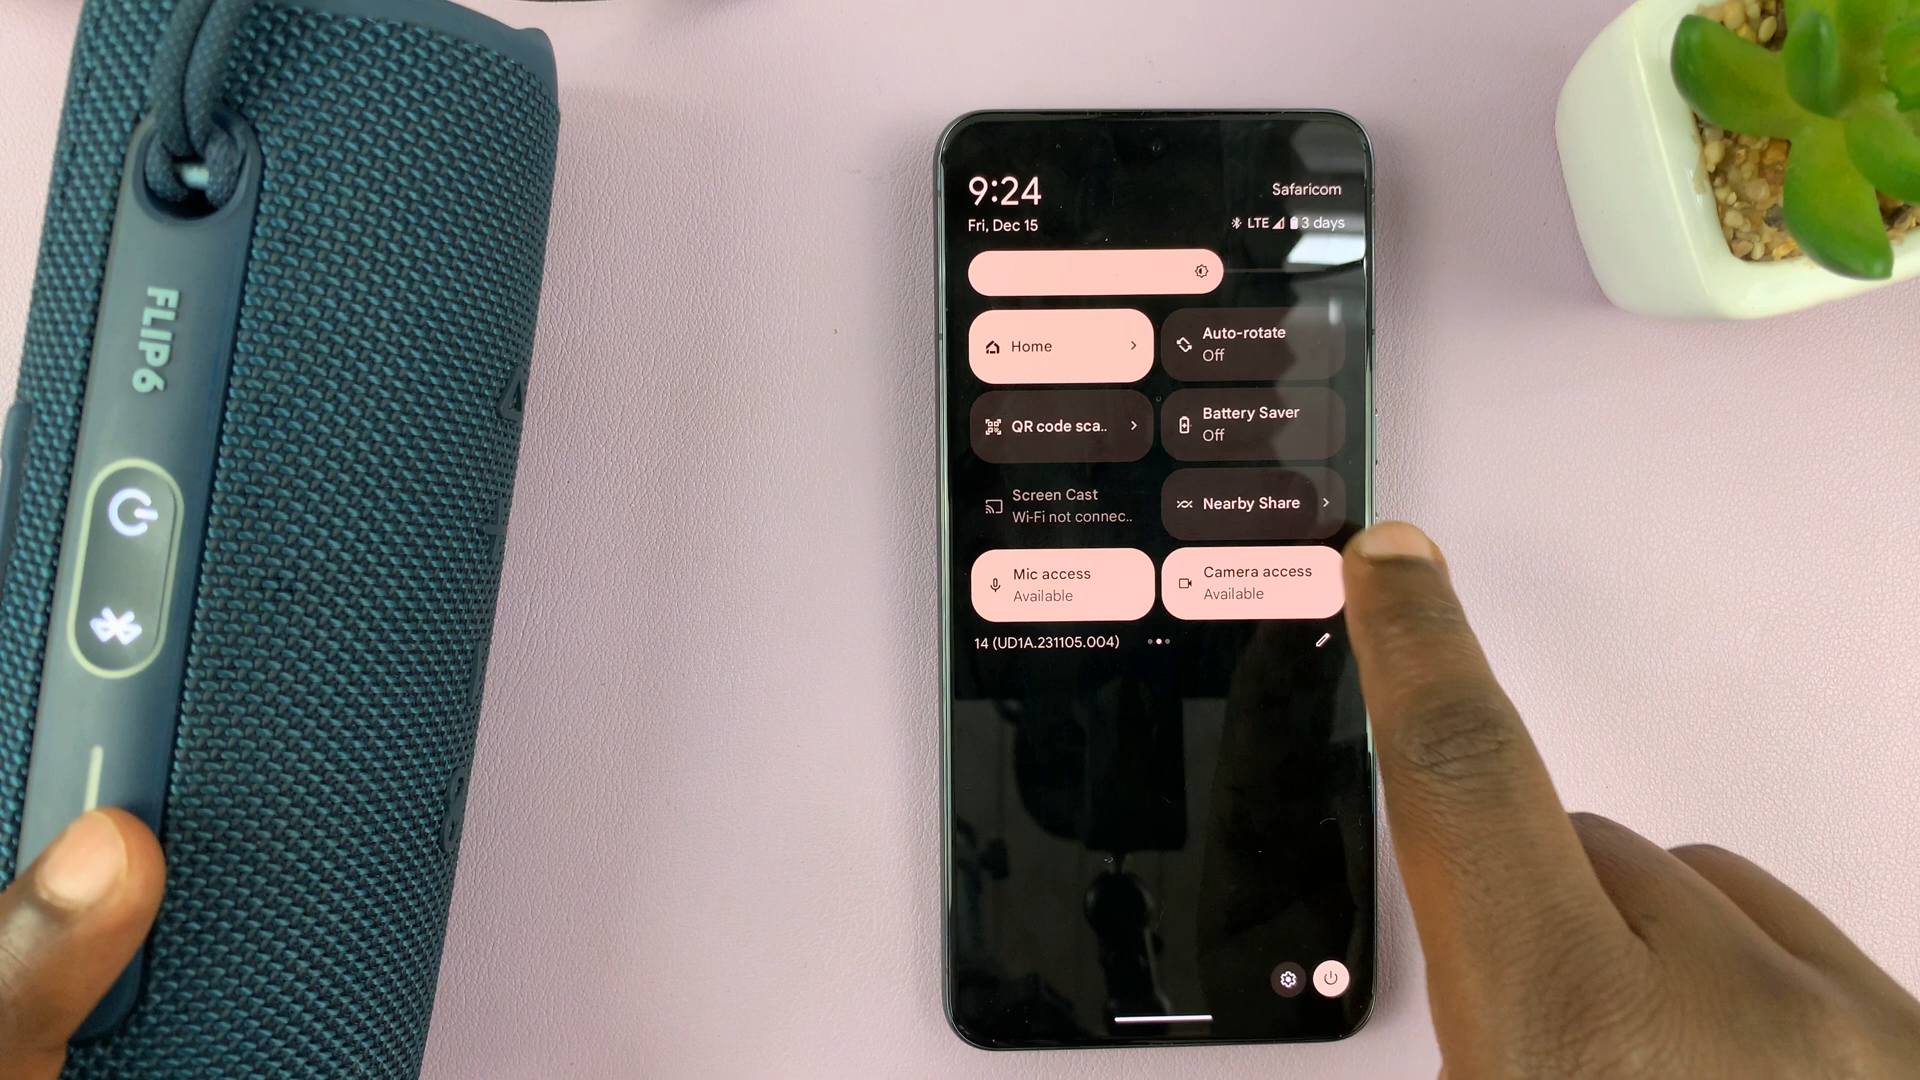 FLIP6
9:24
Safaricom
Fri, Dec 15
LTE 3 days
Home
Auto-rotate
Off
QR code sca..
Battery Saver
Off
Screen Cast
Wi-Fi not connec..
Nearby Share
Mic access
Available
Camera access
Available
14 (UD1A.231105.004)